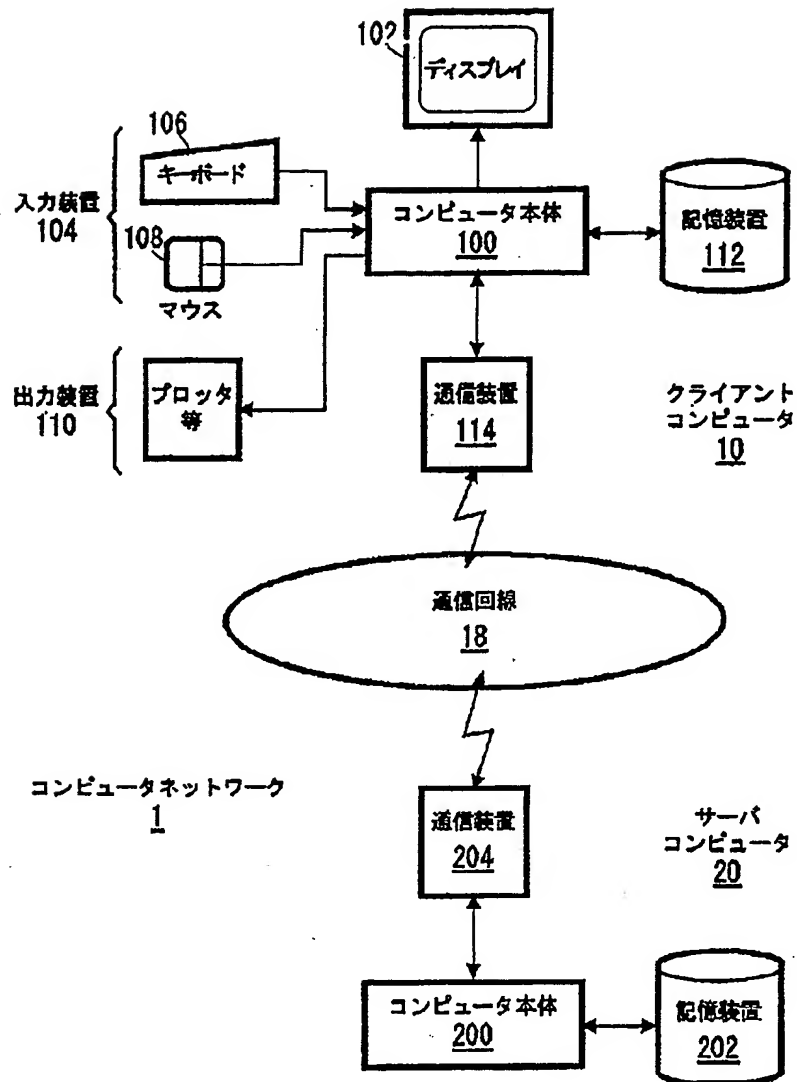 102
ディスプレイ
106
キーボード
入力装置
104
108
マウス
コンピュータ本体
100
記憶装置
112
出力装置
110
プロッタ
等
通信装置
114
クライアント
コンピュータ
10
通信回線
18
コンピュータネットワーク
1
通信装置
204
サーバ
コンピュータ
20
コンピュータ本体
200
記憶装置
202